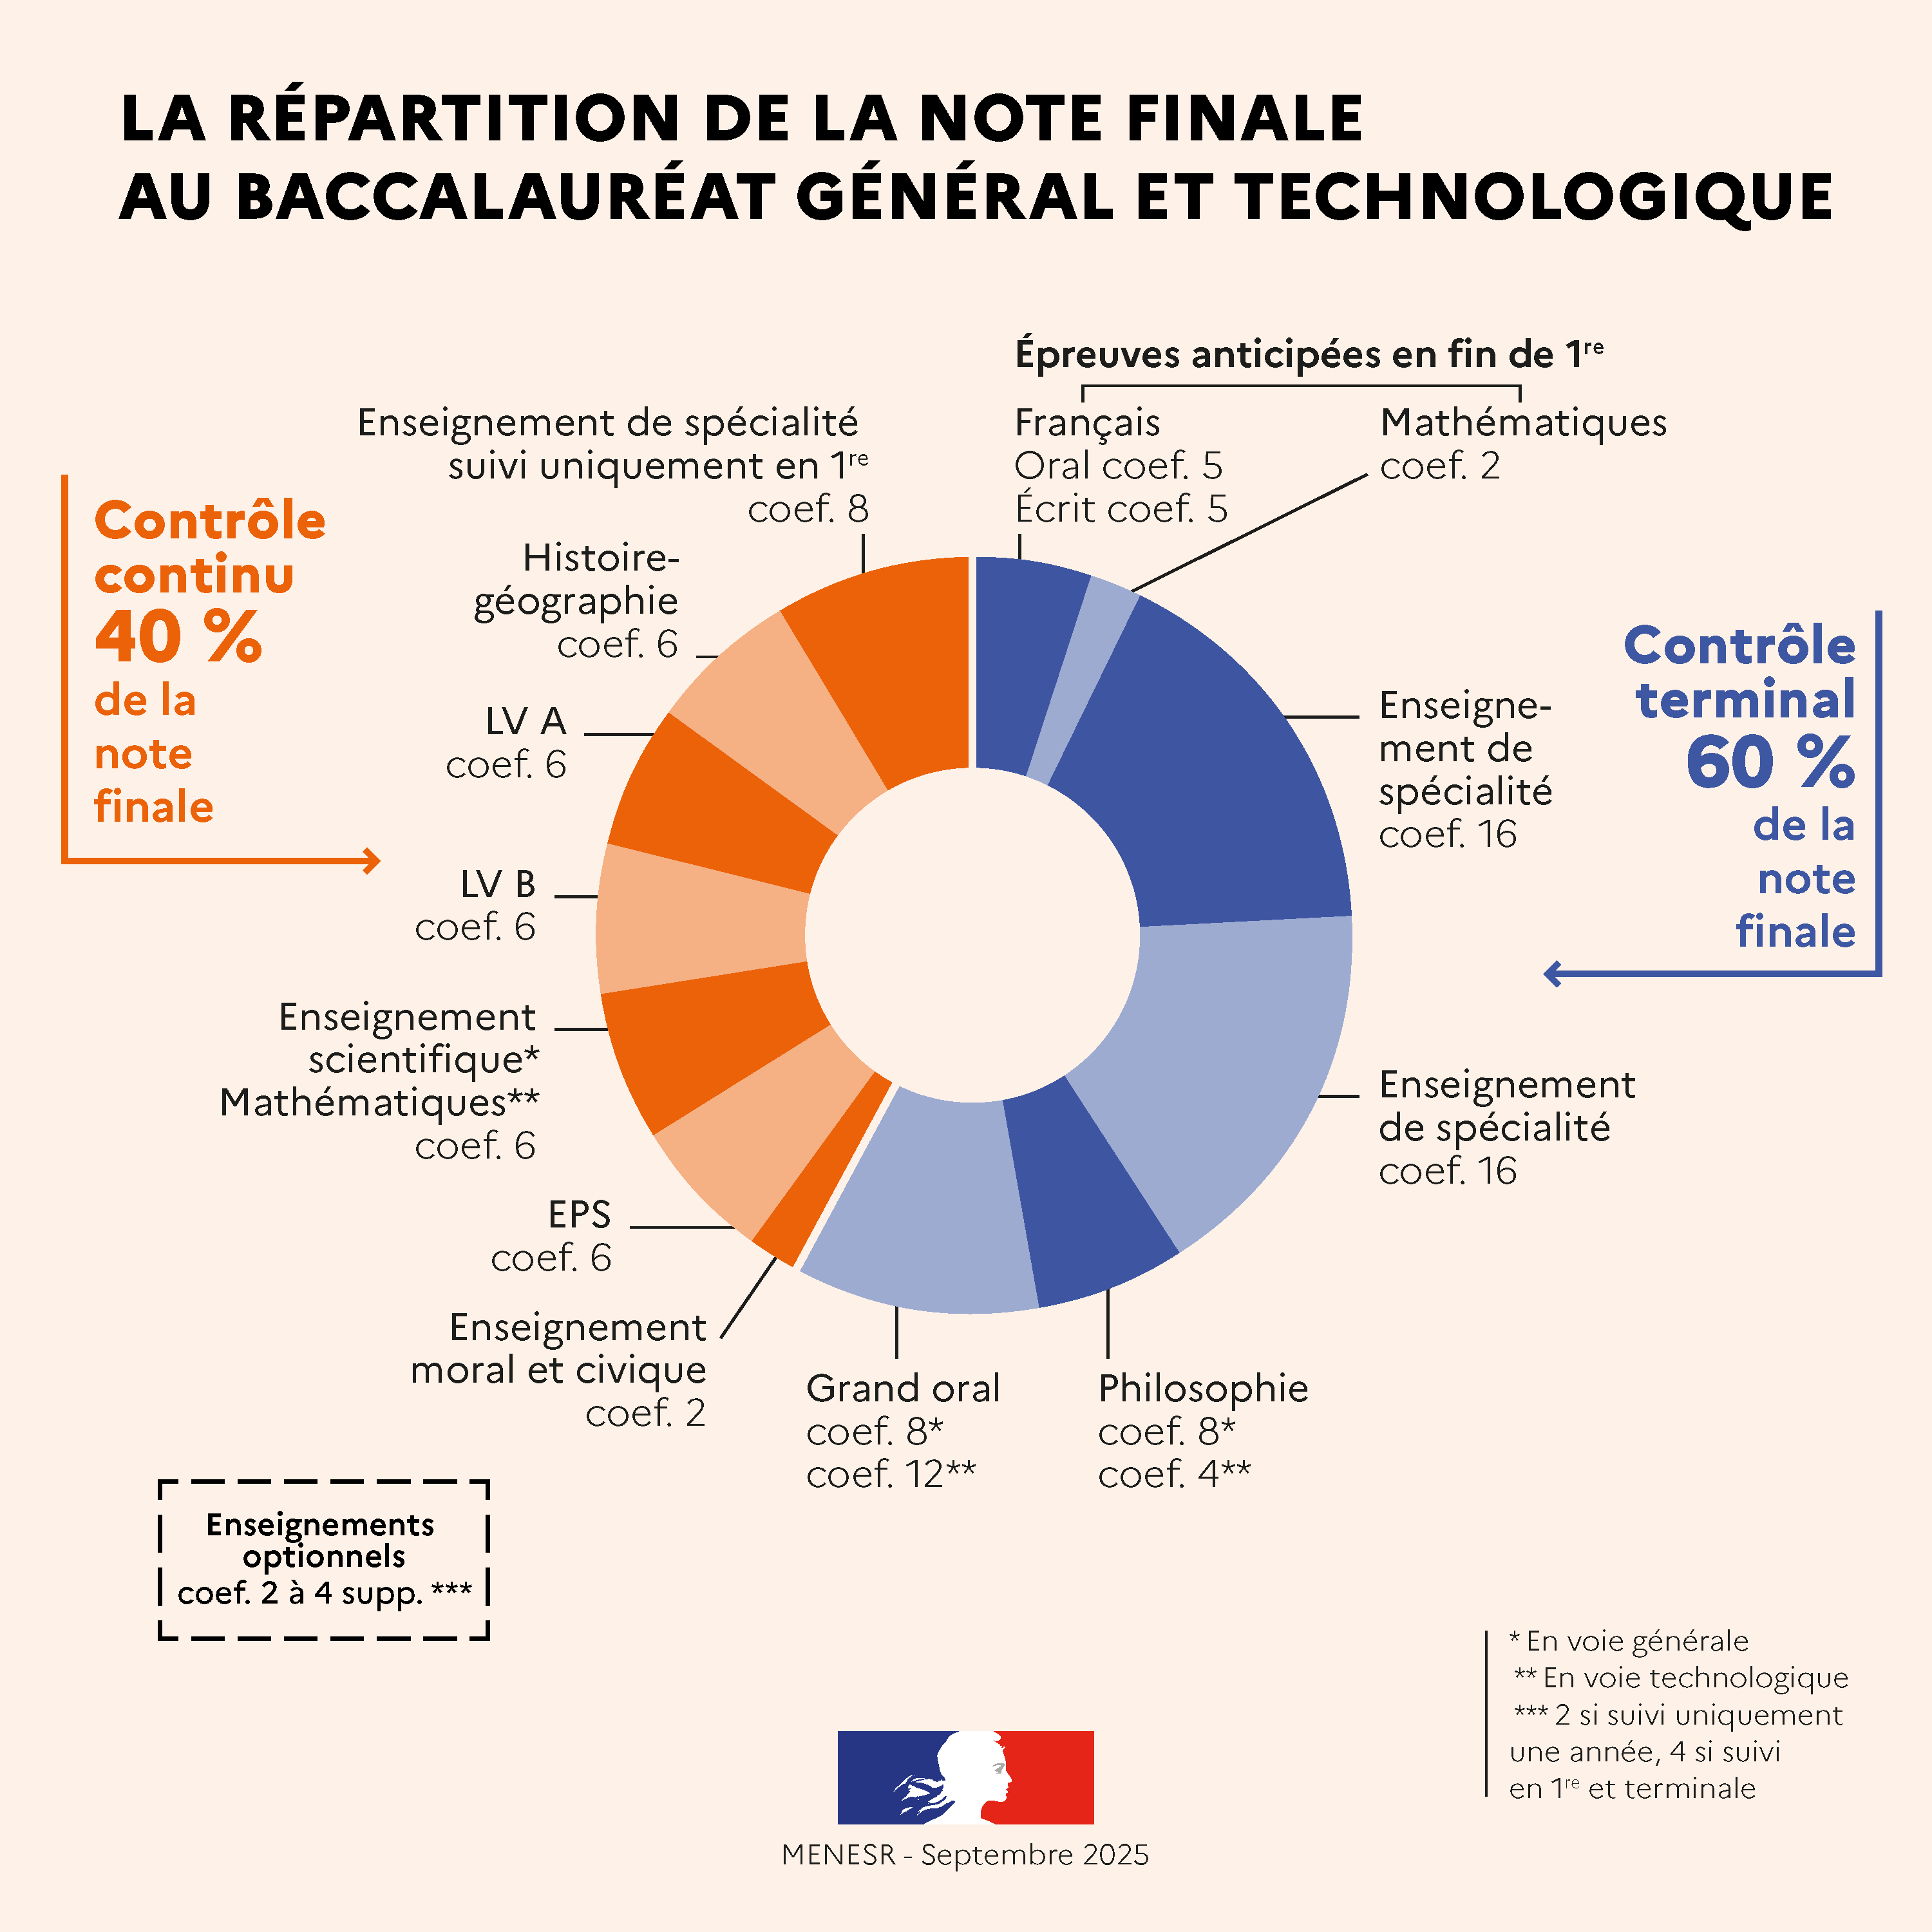 LA RÉPARTITION DE LA NOTE FINALE
AU BACCALAURÉAT GÉNÉRAL ET TECHNOLOGIQUE
Contrôle
continu
40 %
de la
note
finale
Enseignement de spécialité
suivi uniquement en 1re
coef. 8
Histoire-
géographie
coef. 6
LV A
coef. 6
LV B
coef. 6
Enseignement
scientifique*
Mathématiques**
coef. 6
EPS
coef. 6
Enseignement
moral et civique
coef. 2
Épreuves anticipées en fin de 1re
Français
Oral coef. 5
Écrit coef. 5
Mathématiques
coef. 2
Enseigne-
ment de
spécialité
coef. 16
Enseignement
de spécialité
coef. 16
Philosophie
coef. 8*
coef. 4**
Grand oral
coef. 8*
coef. 12**
Contrôle
terminal
60 %
de la
note
finale
Enseignements
optionnels
coef. 2 à 4 supp. ***
* En voie générale
** En voie technologique
*** 2 si suivi uniquement
une année, 4 si suivi
en 1re et terminale
MENESR - Septembre 2025